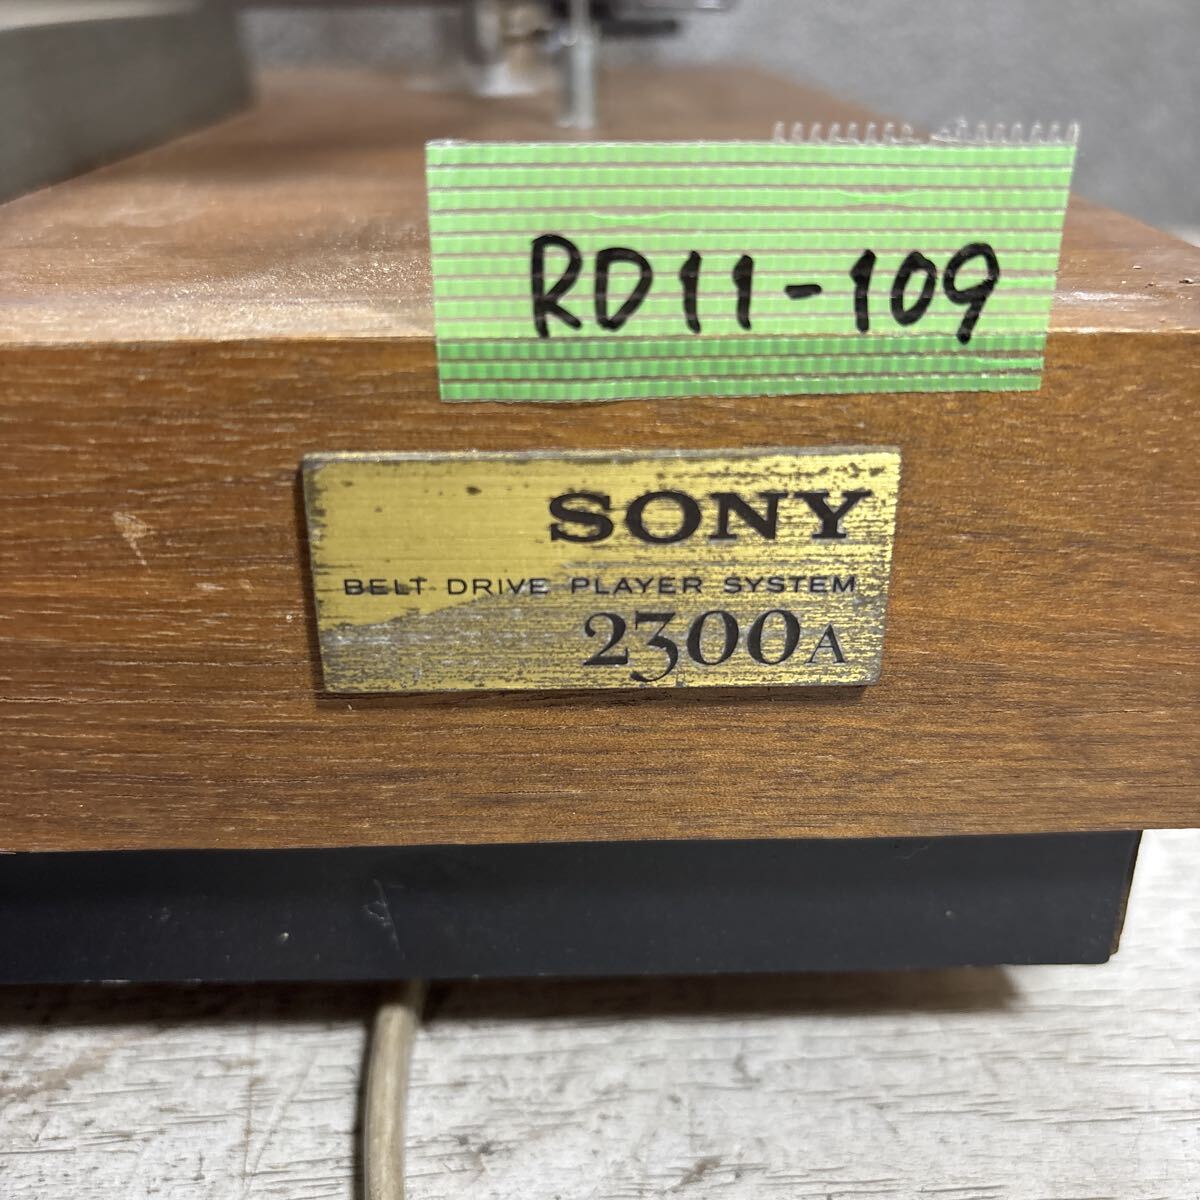 RD11-109
SONY
BELT DRIVE PLAYER SYSTEM
2300A